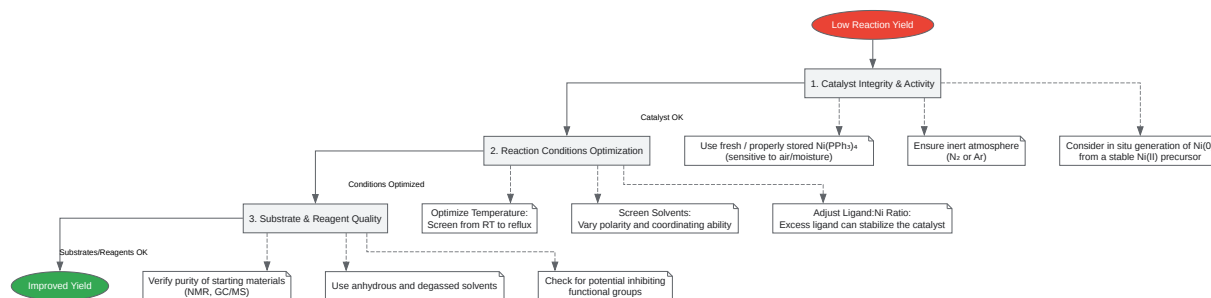 Low Reaction Yield
1. Catalyst Integrity & Activity
Catalyst OK
Use fresh / properly stored Ni(PPh₃)₄
(sensitive to air/moisture)
Ensure inert atmosphere
(N₂ or Ar)
Consider in situ generation of Ni(0
from a stable Ni(II) precursor
2. Reaction Conditions Optimization
Conditions Optimized
Optimize Temperature:
Screen from RT to reflux
Screen Solvents:
Vary polarity and coordinating ability
Adjust Ligand:Ni Ratio:
Excess ligand can stabilize the catalyst
3. Substrate & Reagent Quality
Substrates/Reagents OK
Improved Yield
Verify purity of starting materials
(NMR, GC/MS)
Use anhydrous and degassed solvents
Check for potential inhibiting
functional groups